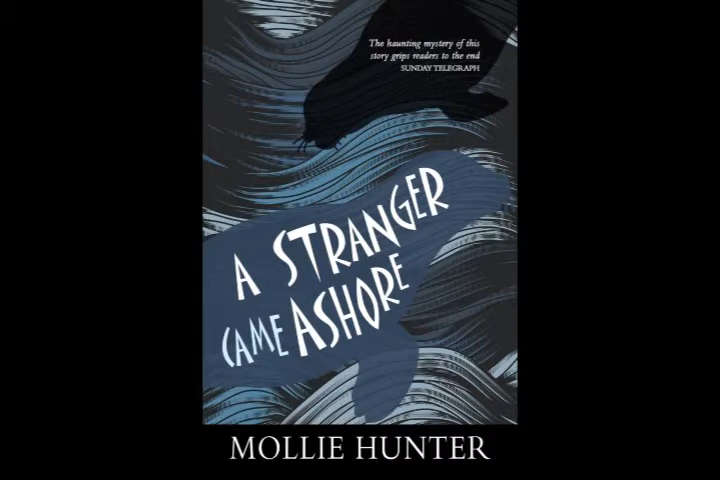 The haunting mystery of this
story grips readers to the end
SUNDAY TELEGRAPH
A STRANGER
CAME ASHORE
MOLLIE HUNTER